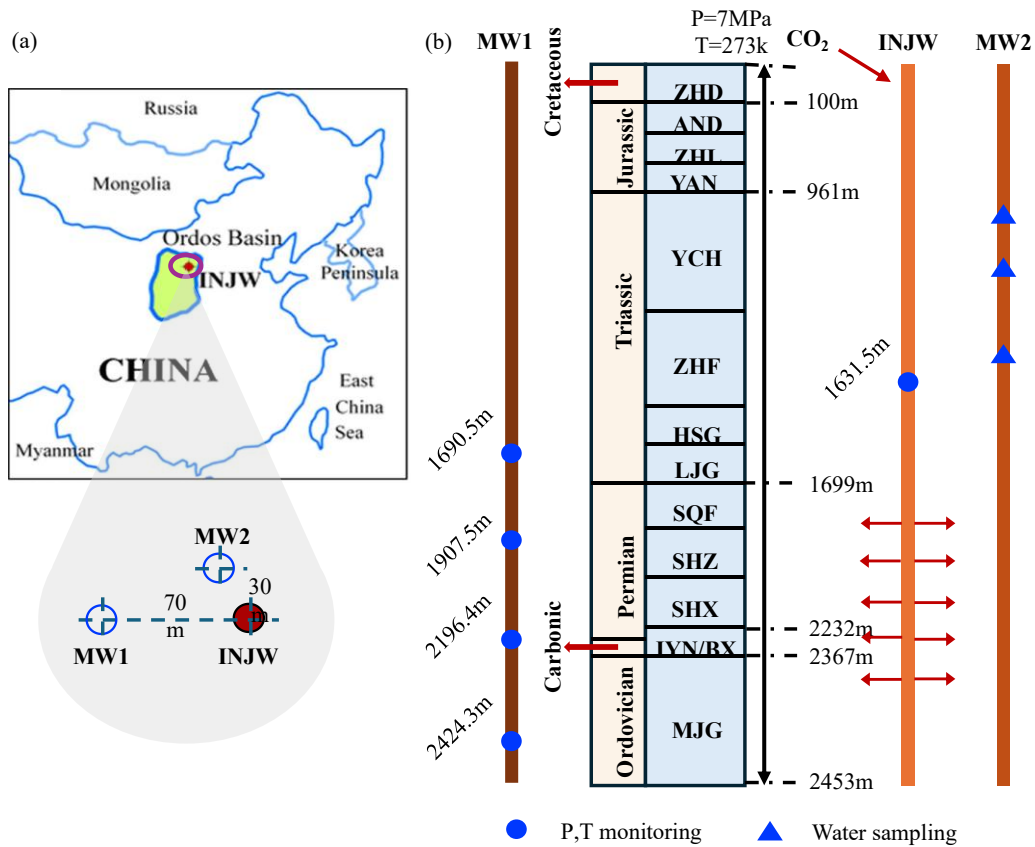 (a)
Russia
Mongolia
Ordos Basin
Korea
Peninsula
INJW
CHINA
East
China
Sea
Myanmar
MW2
30
m
70
m
MW1
INJW
(b)
MW1
1690.5m
1907.5m
2196.4m
2424.3m
P=7MPa
T=273k
Cretaceous
Jurassic
Triassic
Permian
Carbonic
Ordovician
ZHD
AND
ZHL
YAN
YCH
ZHF
HSG
LJG
SQF
SHZ
SHX
JYN/BX
MJG
100m
961m
1699m
2232m
2367m
2453m
CO₂
INJW
1631.5m
MW2
P,T monitoring
Water sampling